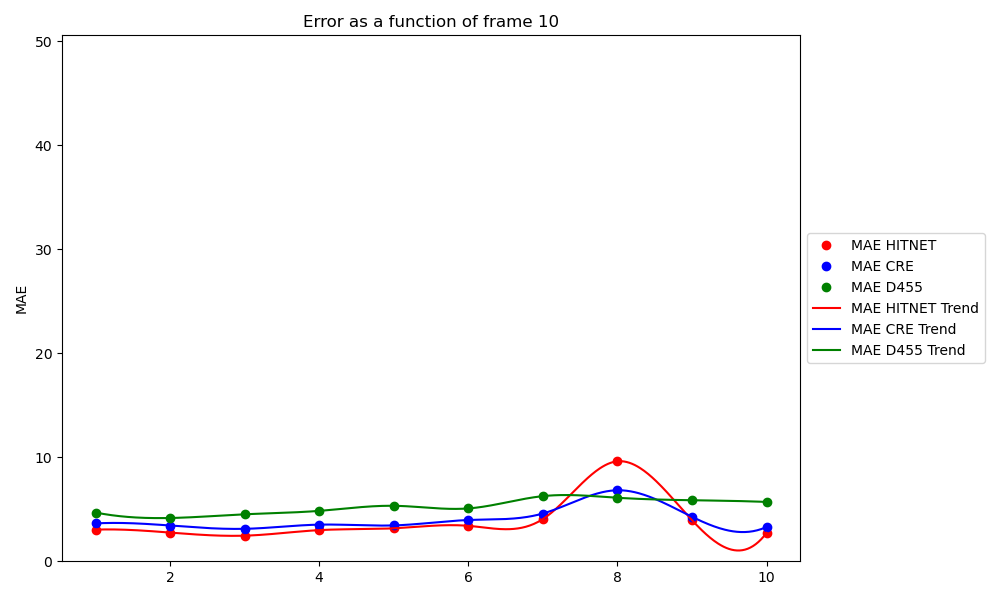 Error as a function of frame 10
50
40
30
20
10
0
MAE
2
4
6
8
10
MAE HITNET
MAE CRE
MAE D455
MAE HITNET Trend
MAE CRE Trend
MAE D455 Trend